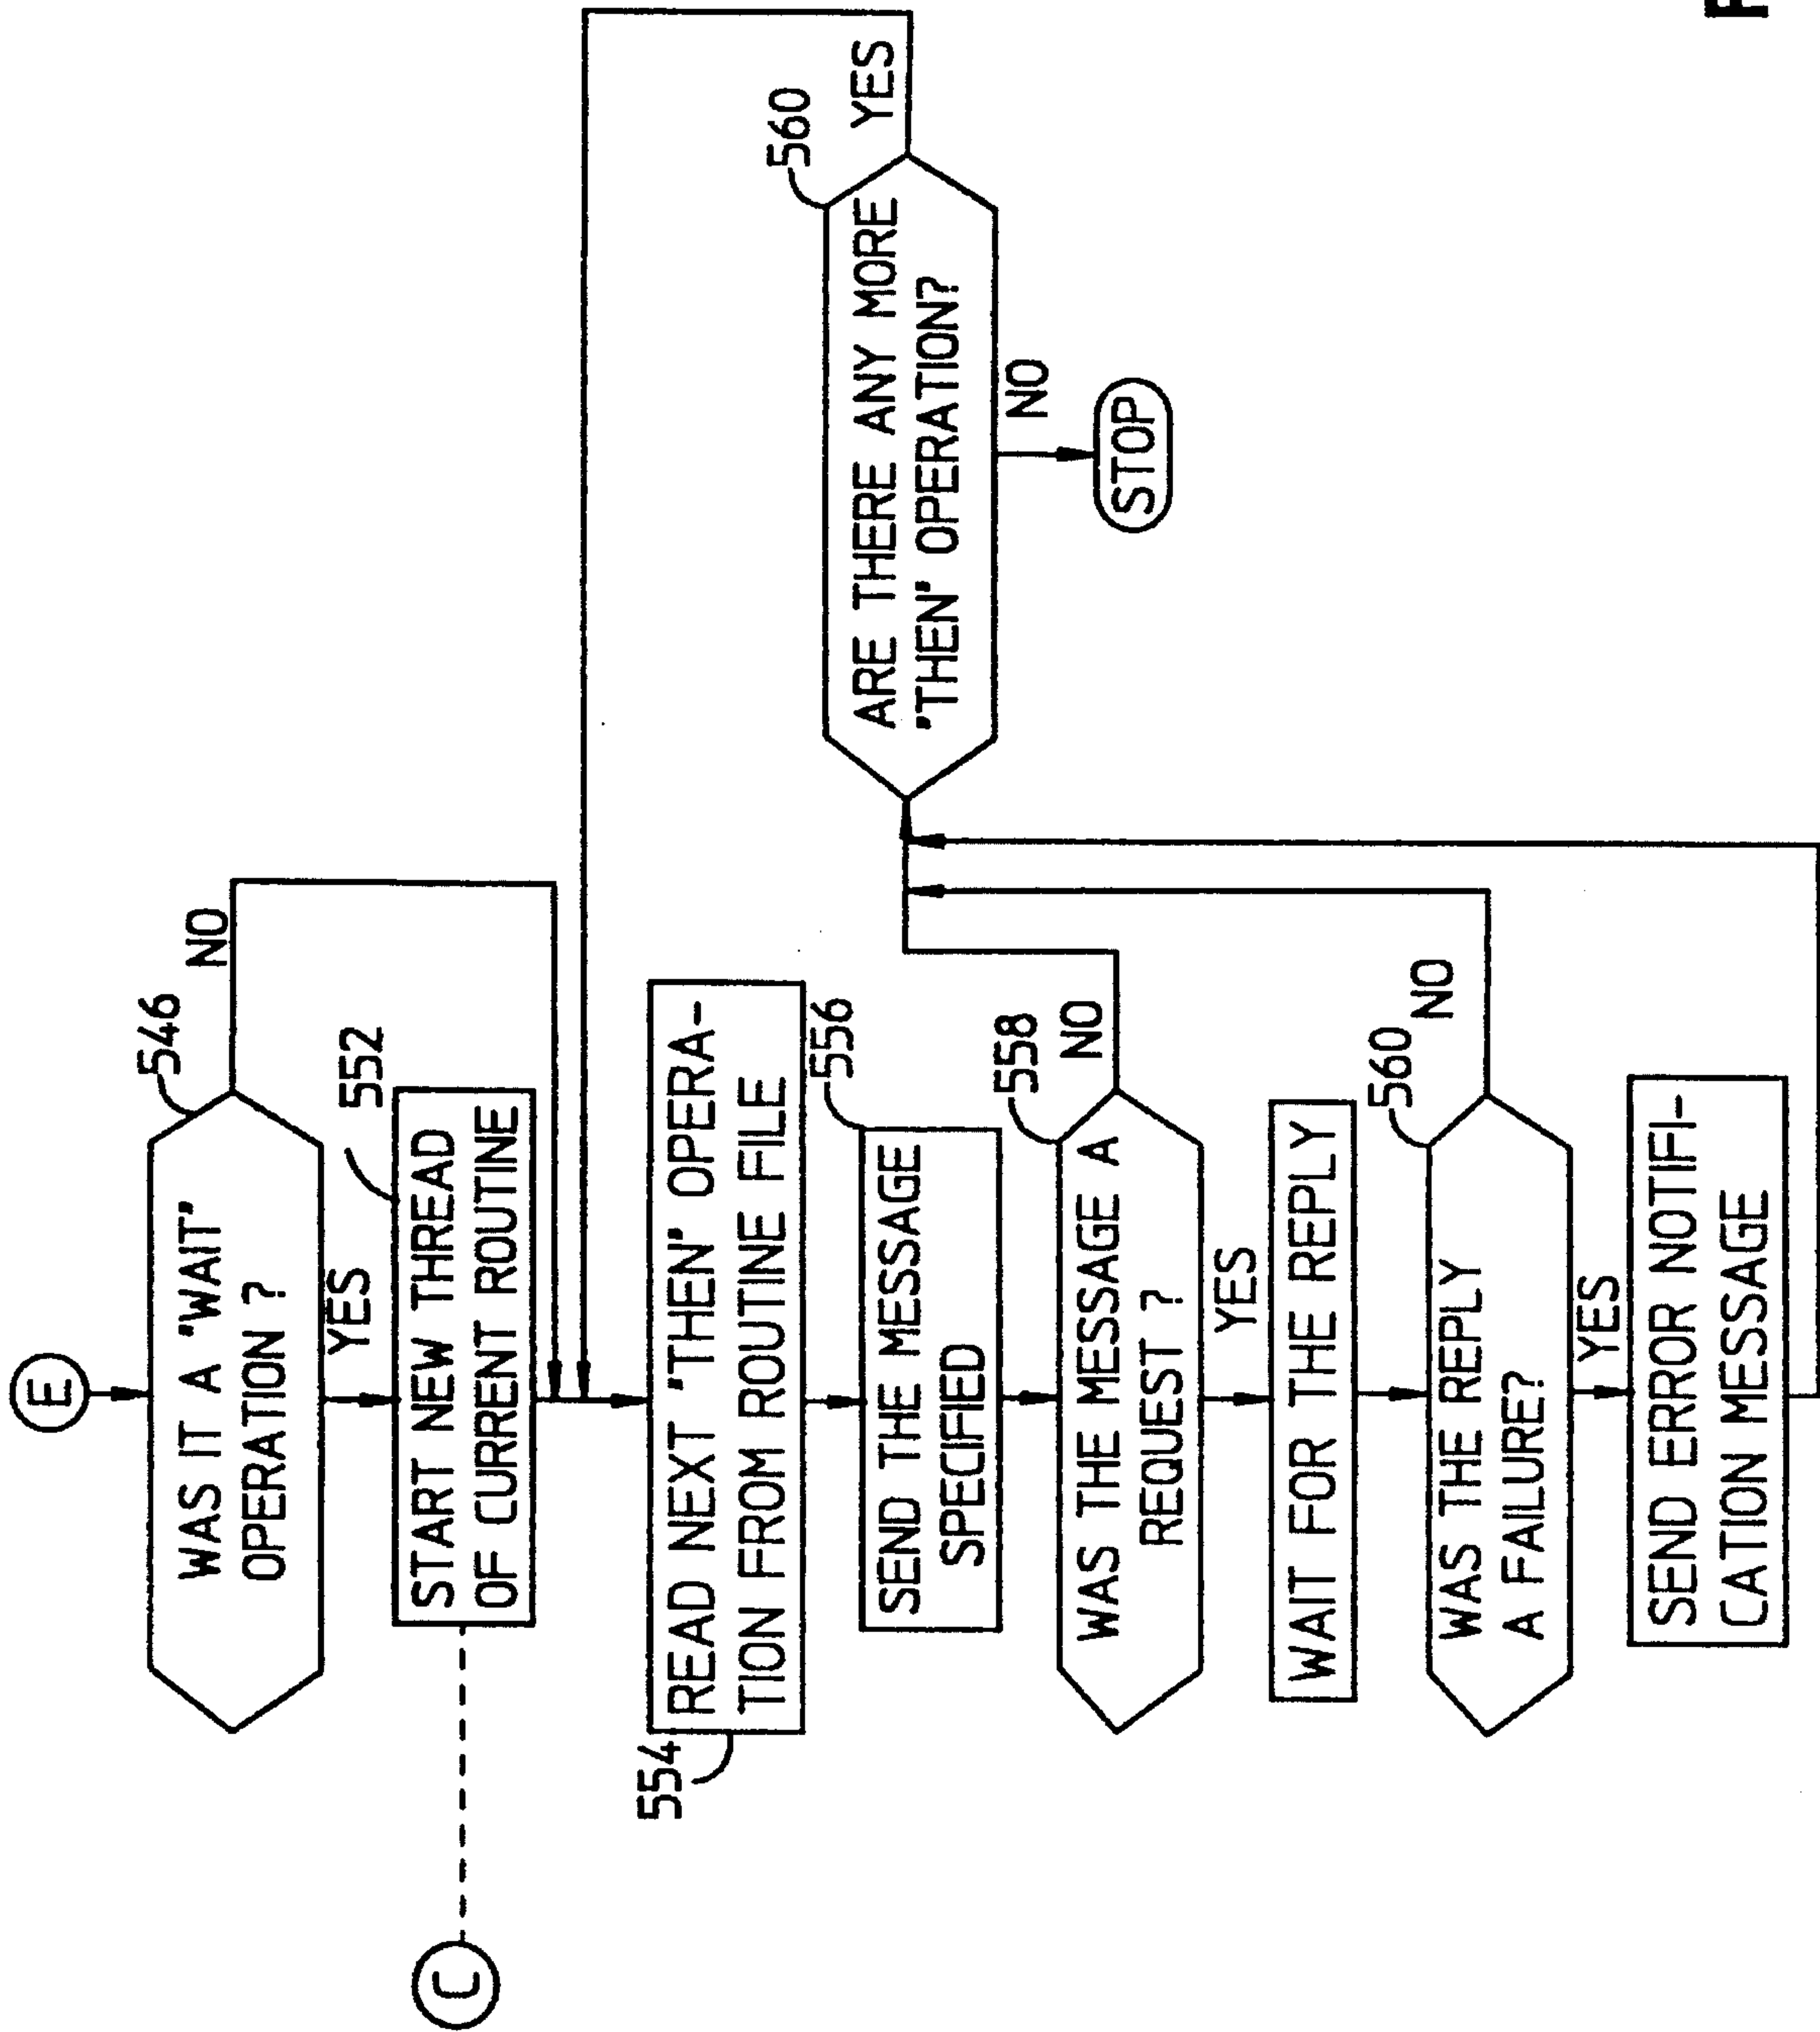 E
546
WAS IT A "WAIT"
OPERATION ?
NO
YES
552
START NEW THREAD
OF CURRENT ROUTINE
C
554
READ NEXT "THEN" OPERA-
TION FROM ROUTINE FILE
556
SEND THE MESSAGE
SPECIFIED
558
WAS THE MESSAGE A
REQUEST ?
NO
YES
WAIT FOR THE REPLY
560
WAS THE REPLY
A FAILURE?
NO
YES
SEND ERROR NOTIFI-
CATION MESSAGE
560
ARE THERE ANY MORE
"THEN" OPERATION?
YES
NO
STOP